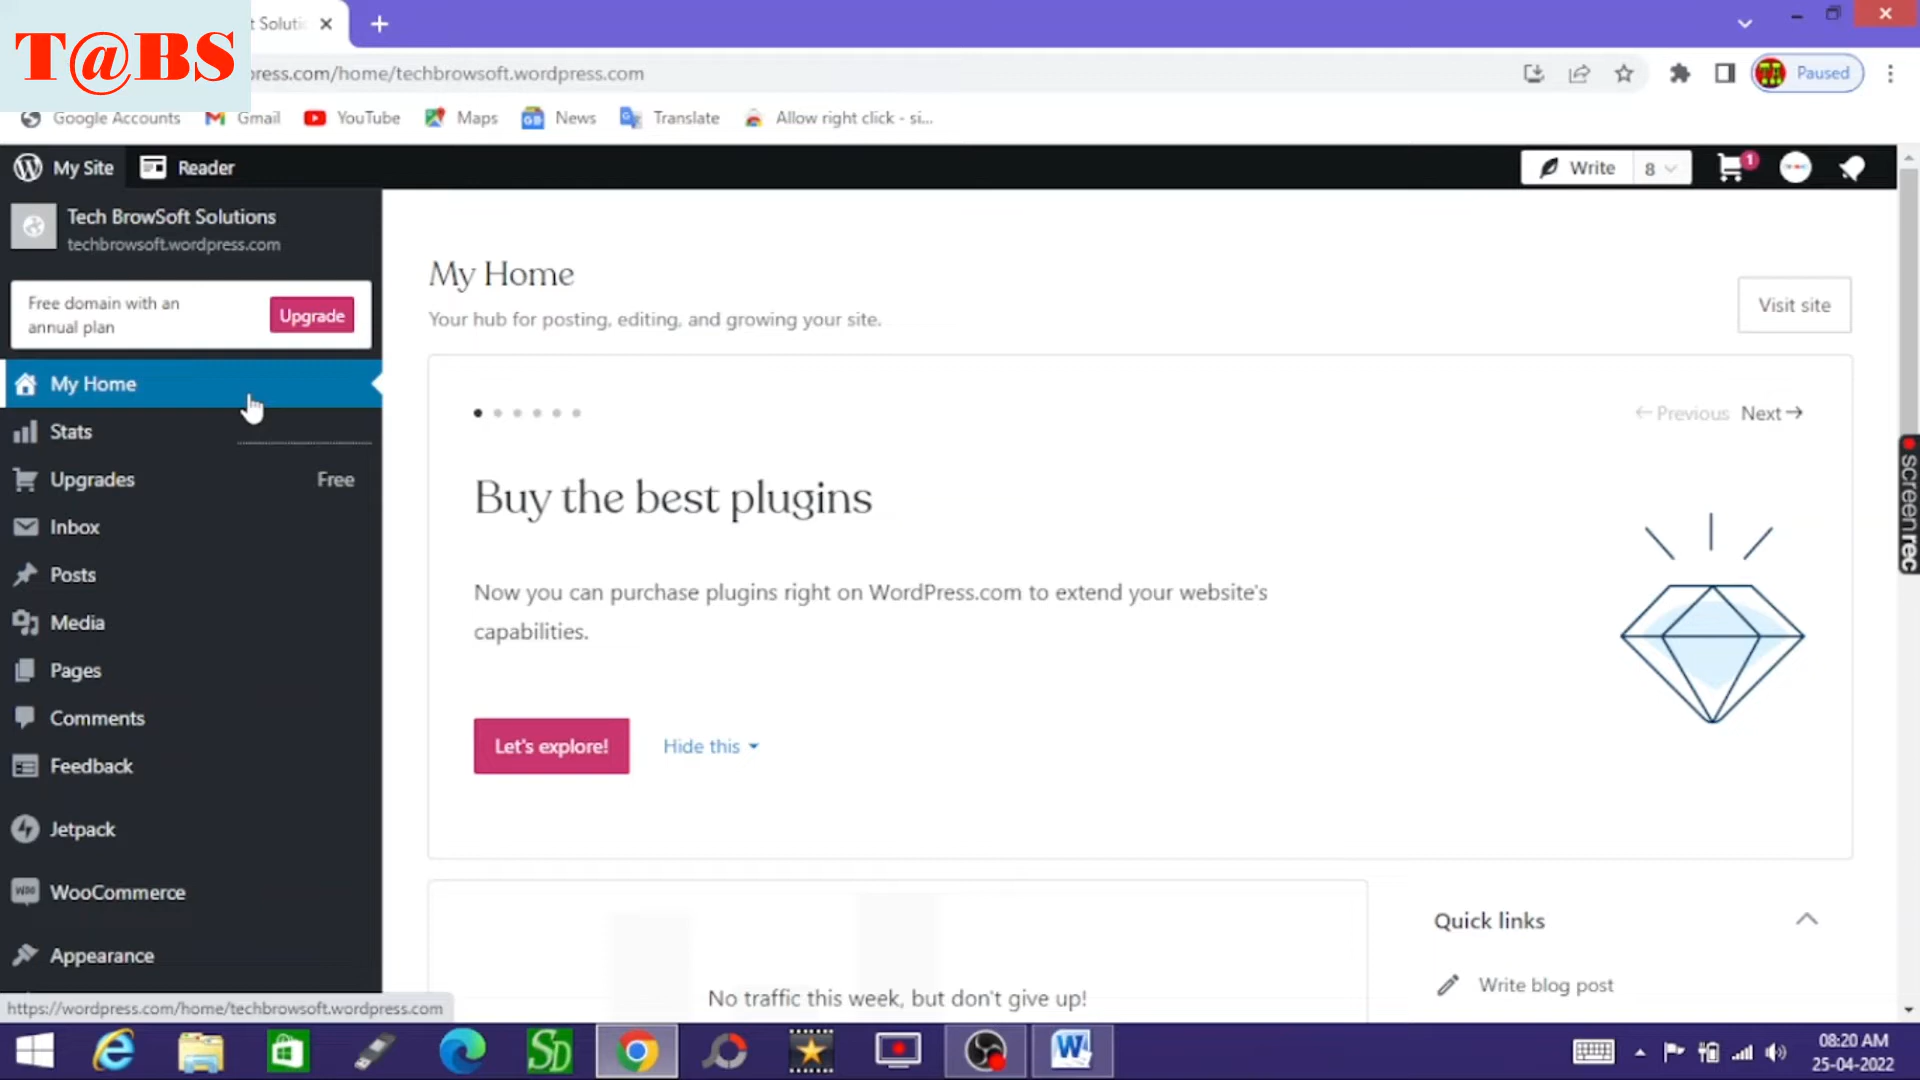 T@BS
t Soluti
ress.com/home/techbrowsoft.wordpress.com
Paused
Google Accounts
Gmail
YouTube
Maps
News
Translate
Allow right click - si...
My Site
Reader
Write
8
1
Tech BrowSoft Solutions
techbrowsoft.wordpress.com
Free domain with an
annual plan
Upgrade
My Home
Stats
Upgrades
Free
Inbox
Posts
Media
Pages
Comments
Feedback
Jetpack
WooCommerce
Appearance
https://wordpress.com/home/techbrowsoft.wordpress.com
My Home
Your hub for posting, editing, and growing your site.
Visit site
← Previous
Next →
Buy the best plugins
Now you can purchase plugins right on WordPress.com to extend your website's
capabilities.
Let's explore!
Hide this
No traffic this week, but don't give up!
Quick links
Write blog post
screenrec
SD
W
08:20 AM
25-04-2022